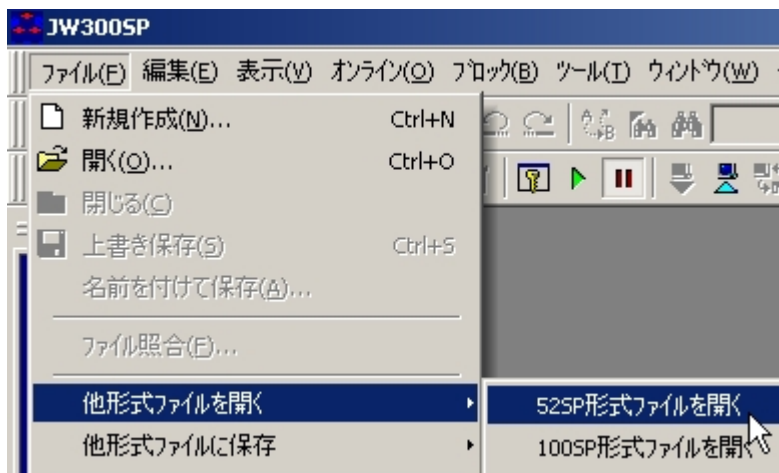 JW300SP
ファイル(F) 編集(E) 表示(V) オンライン(O) ブロック(B) ツール(T) ウィンドウ(W)
新規作成(N)... Ctrl+N
開く(O)... Ctrl+O
閉じる(C)
上書き保存(S) Ctrl+S
名前を付けて保存(A)...
ファイル照合(F)...
他形式ファイルを開く
52SP形式ファイルを開く
他形式ファイルに保存
100SP形式ファイルを開く